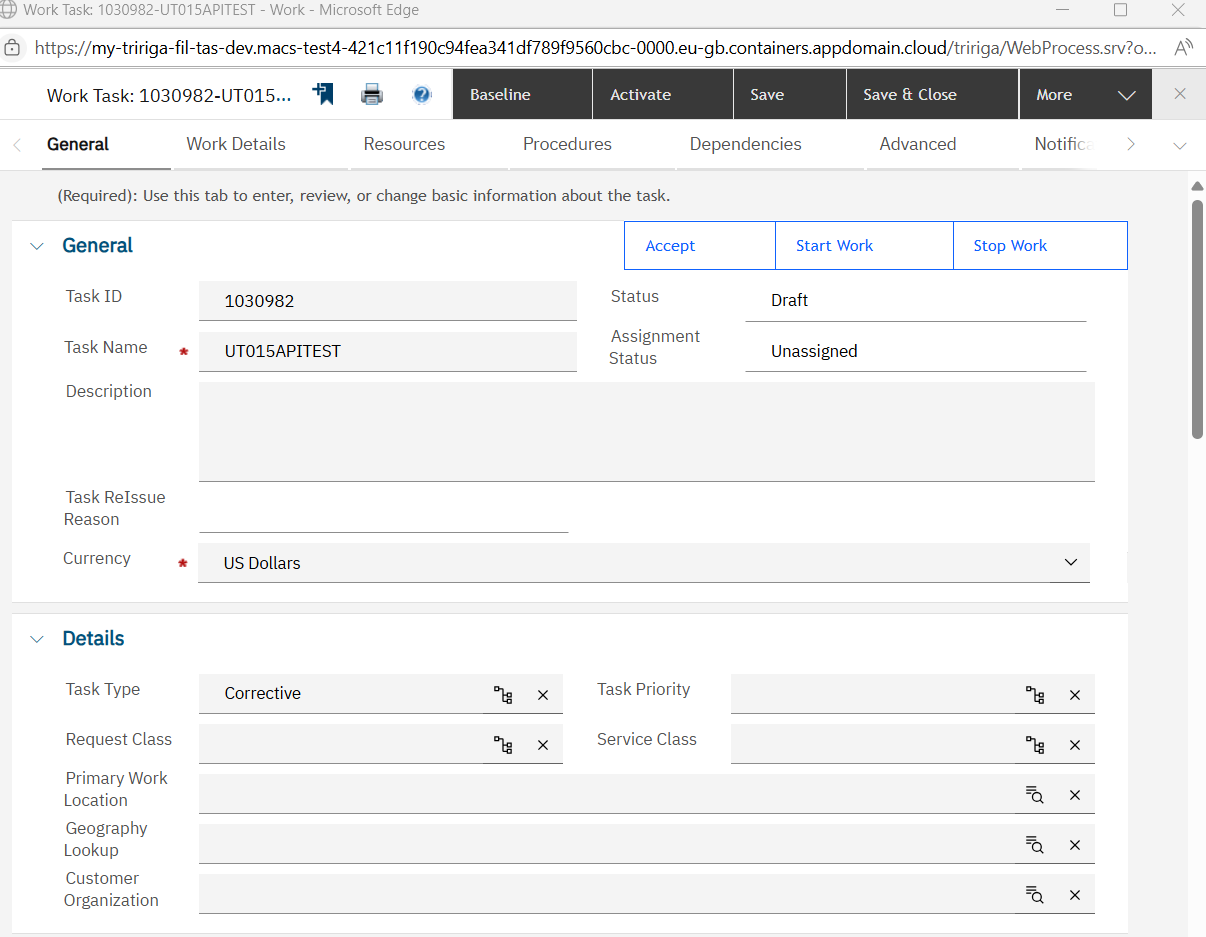 Work Task: 1030982-UT015APITEST - Work - Microsoft Edge
https://my-tririga-fil-tas-dev.macs-test4-421c11f190c94fea341df789f9560cbc-0000.eu-gb.containers.appdomain.cloud/tririga/WebProcess.srv?o...
Work Task: 1030982-UT015... Baseline Activate Save Save & Close More
General Work Details Resources Procedures Dependencies Advanced Notifica
(Required): Use this tab to enter, review, or change basic information about the task.
General Accept Start Work Stop Work
Task ID 1030982 Status Draft
Task Name * UT015APITEST Assignment Status Unassigned
Description
Task ReIssue
Reason
Currency * US Dollars
Details
Task Type Corrective Task Priority
Request Class Service Class
Primary Work
Location
Geography
Lookup
Customer
Organization